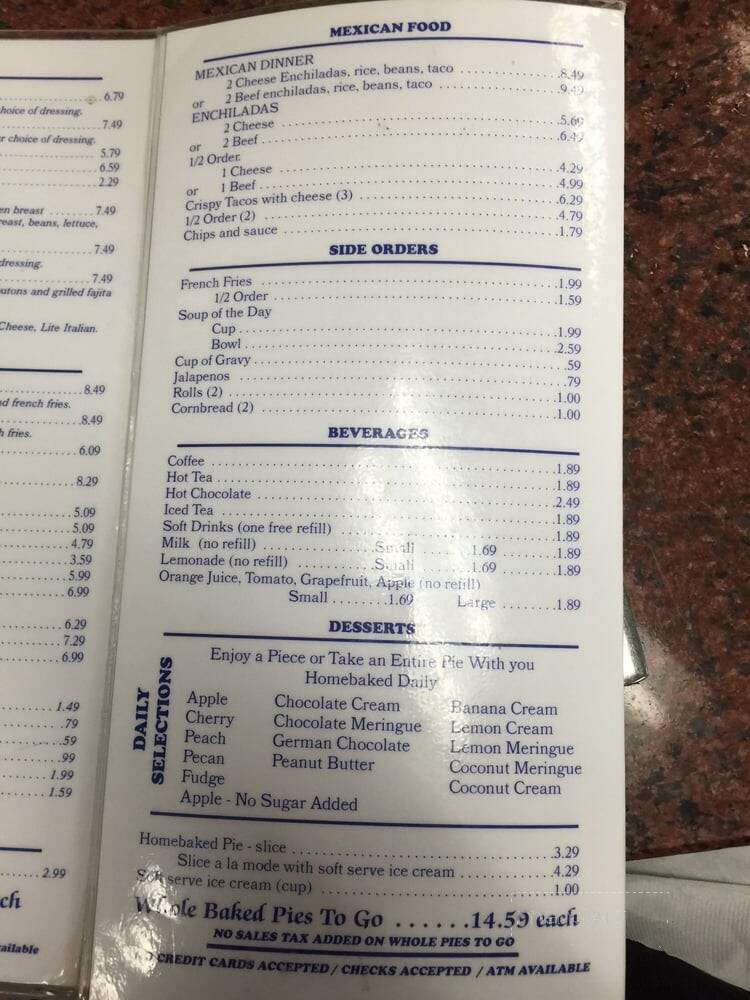 6.79
hoice of dressing.
7.49
r choice of dressing.
5.79
6.59
2.29
en breast 7.49
reast, beans, lettuce,
7.49
dressing.
7.49
utons and grilled fajita
Cheese, Lite Italian.
8.49
d french fries.
8.49
h fries.
6.09
8.29
5.09
5.09
4.79
3.59
5.99
6.99
6.29
7.29
6.99
1.49
.79
.59
.99
1.99
1.59
2.99
ch
ailable
MEXICAN FOOD
MEXICAN DINNER
2 Cheese Enchiladas, rice, beans, taco 8.49
or 2 Beef enchiladas, rice, beans, taco 9.49
ENCHILADAS
2 Cheese 5.69
or 2 Beef 6.49
1/2 Order
1 Cheese 4.29
or 1 Beef 4.99
Crispy Tacos with cheese (3) 6.29
1/2 Order (2) 4.79
Chips and sauce 1.79
SIDE ORDERS
French Fries 1.99
1/2 Order 1.59
Soup of the Day
Cup 1.99
Bowl 2.59
Cup of Gravy .59
Jalapenos .79
Rolls (2) 1.00
Cornbread (2) 1.00
BEVERAGES
Coffee 1.89
Hot Tea 1.89
Hot Chocolate 2.49
Iced Tea 1.89
Soft Drinks (one free refill) 1.89
Milk (no refill) Small 1.69 1.89
Lemonade (no refill) Small 1.69 1.89
Orange Juice, Tomato, Grapefruit, Apple (no refill)
Small 1.69 Large 1.89
DESSERTS
Enjoy a Piece or Take an Entire Pie With you
Homebaked Daily
DAILY SELECTIONS
Apple Chocolate Cream Banana Cream
Cherry Chocolate Meringue Lemon Cream
Peach German Chocolate Lemon Meringue
Pecan Peanut Butter Coconut Meringue
Fudge Coconut Cream
Apple - No Sugar Added
Homebaked Pie - slice 3.29
Slice a la mode with soft serve ice cream 4.29
Soft serve ice cream (cup) 1.00
Whole Baked Pies To Go ......14.59 each
NO SALES TAX ADDED ON WHOLE PIES TO GO
CREDIT CARDS ACCEPTED / CHECKS ACCEPTED / ATM AVAILABLE